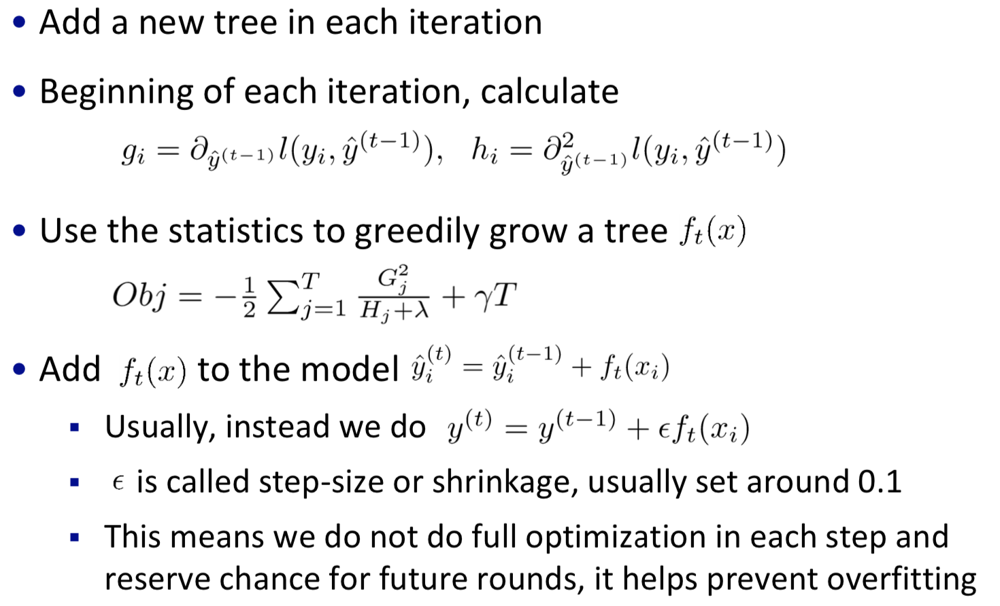 • Add a new tree in each iteration
• Beginning of each iteration, calculate
$g_i = \partial_{\hat{y}^{(t-1)}} l(y_i, \hat{y}^{(t-1)}), \quad h_i = \partial^2_{\hat{y}^{(t-1)}} l(y_i, \hat{y}^{(t-1)})$
• Use the statistics to greedily grow a tree $f_t(x)$
$Obj = -\frac{1}{2} \sum_{j=1}^{T} \frac{G_j^2}{H_j + \lambda} + \gamma T$
• Add $f_t(x)$ to the model $\hat{y}_i^{(t)} = \hat{y}_i^{(t-1)} + f_t(x_i)$
▪ Usually, instead we do $y^{(t)} = y^{(t-1)} + \epsilon f_t(x_i)$
▪ $\epsilon$ is called step-size or shrinkage, usually set around 0.1
▪ This means we do not do full optimization in each step and
reserve chance for future rounds, it helps prevent overfitting